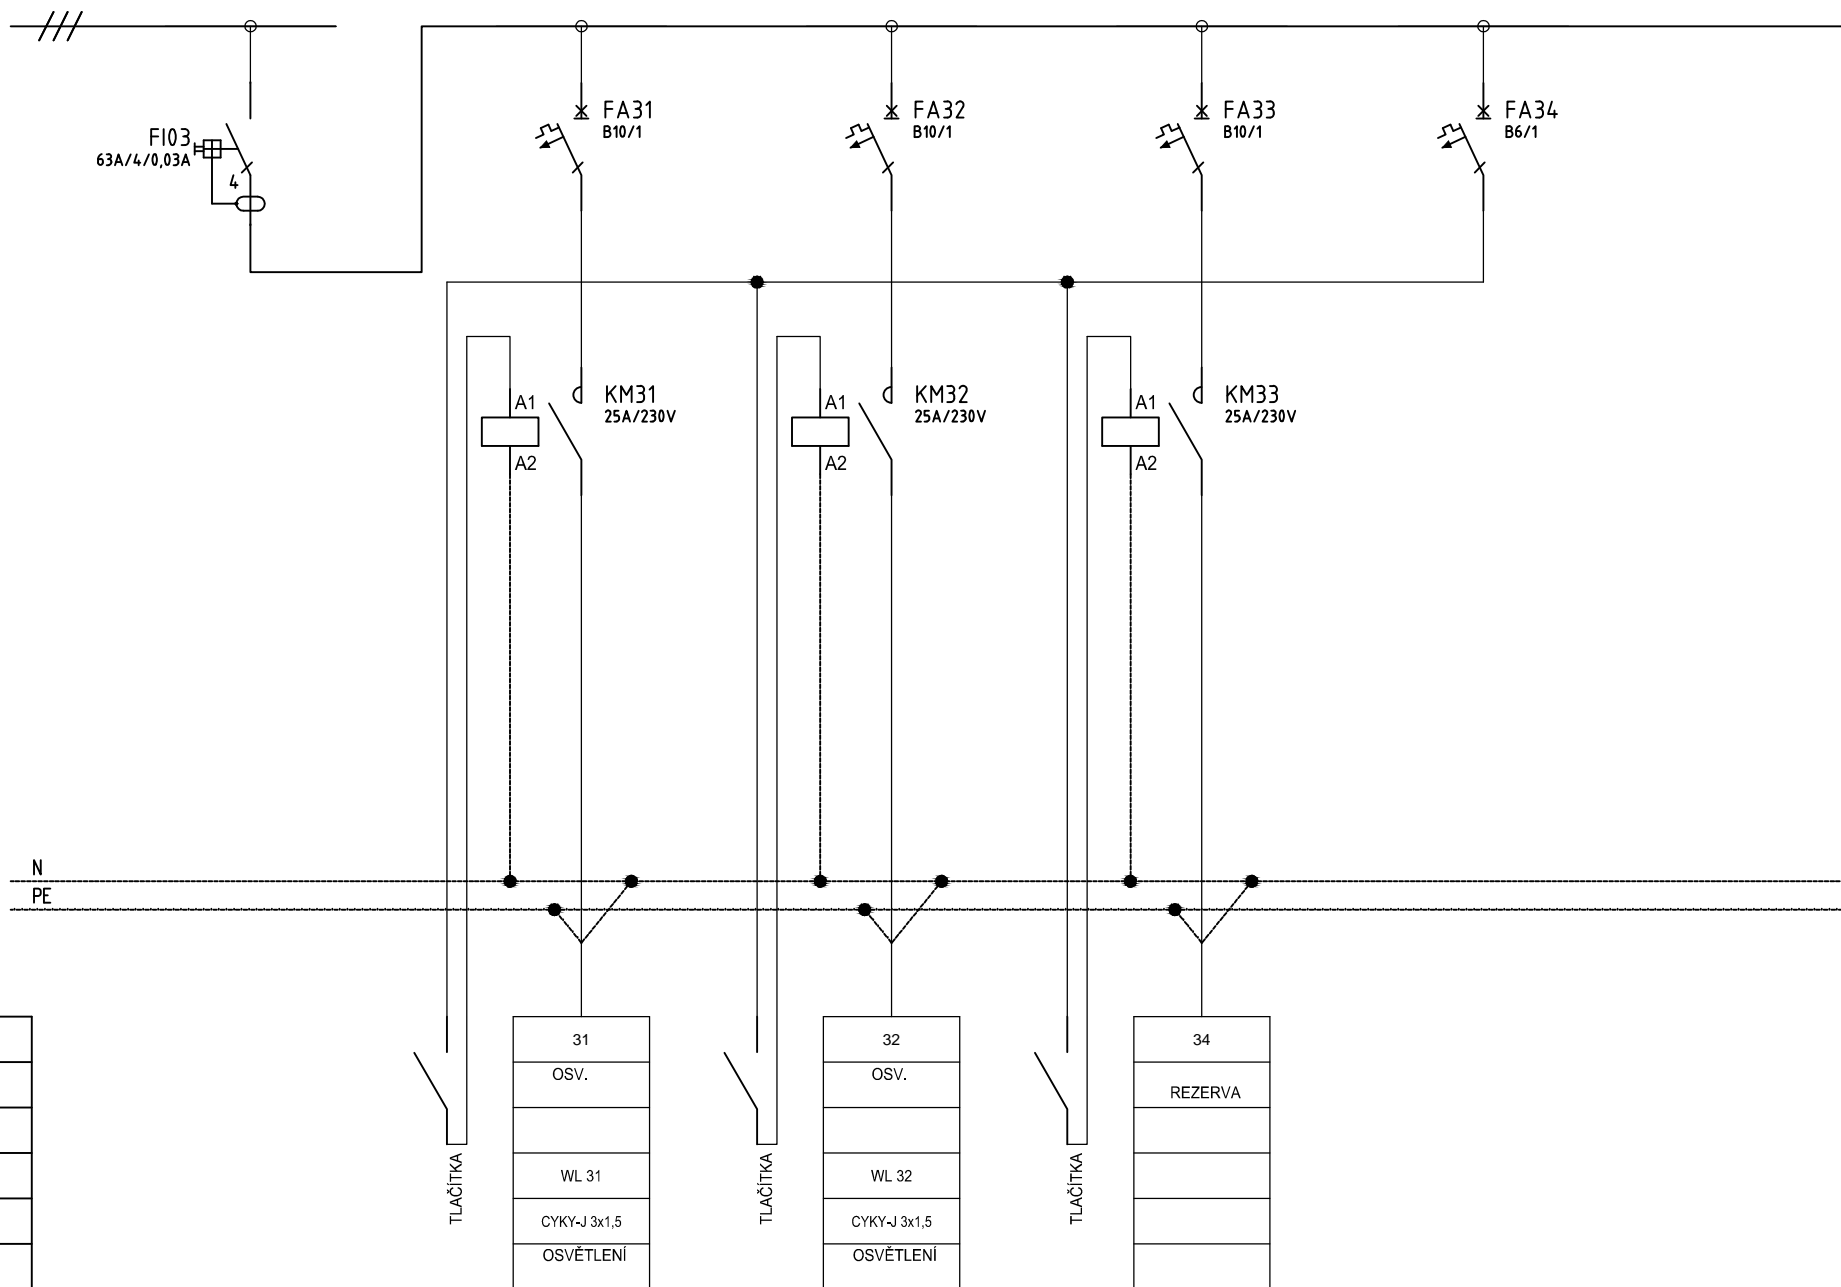 FI03
63A/4/0,03A
4
FA31
B10/1
FA32
B10/1
FA33
B10/1
FA34
B6/1
A1
A2
KM31
25A/230V
A1
A2
KM32
25A/230V
A1
A2
KM33
25A/230V
N
PE
TLAČÍTKA
31
OSV.
WL 31
CYKY-J 3x1,5
OSVĚTLENÍ
TLAČÍTKA
32
OSV.
WL 32
CYKY-J 3x1,5
OSVĚTLENÍ
TLAČÍTKA
34
REZERVA